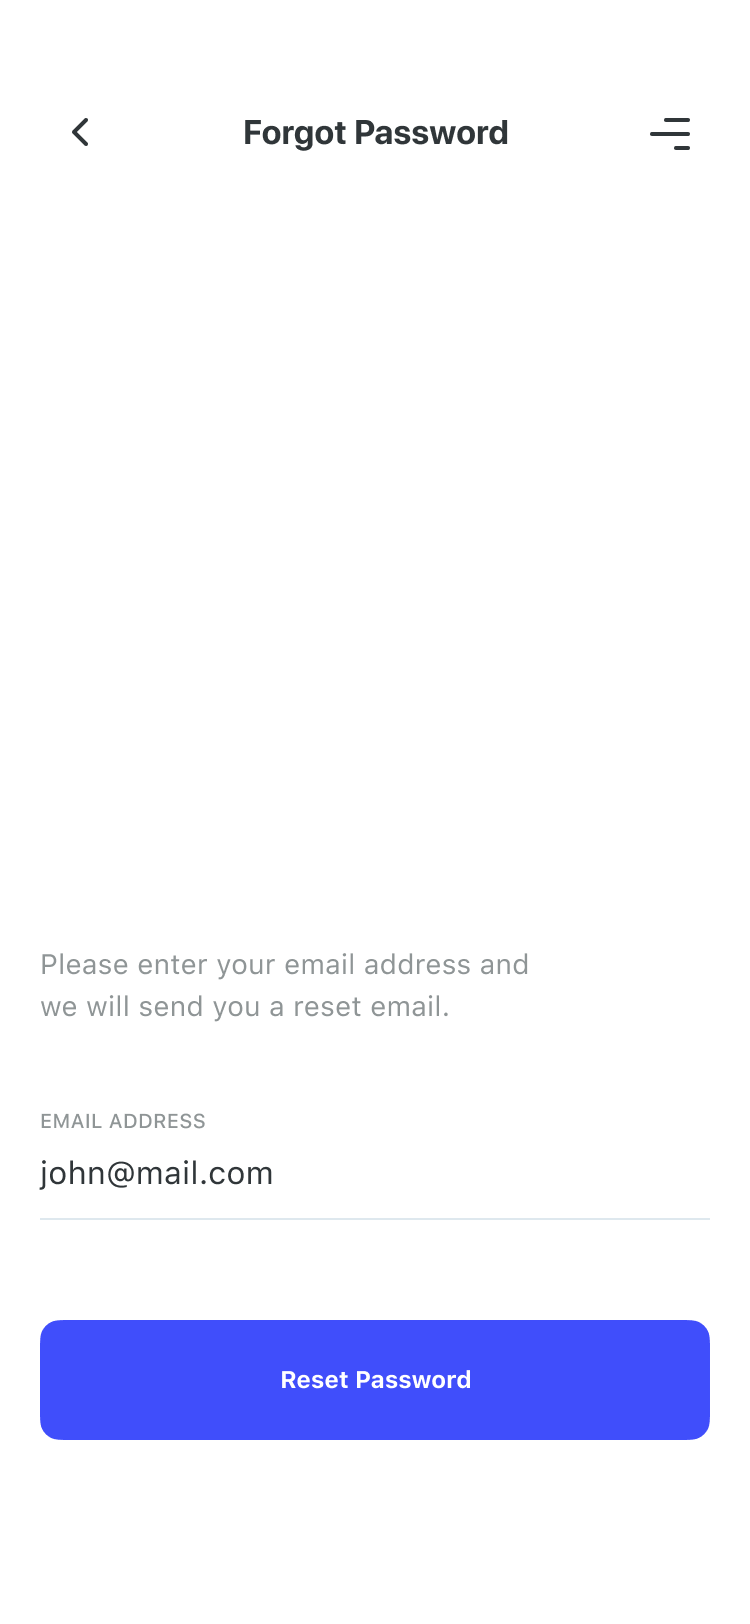 Forgot Password
Please enter your email address and
we will send you a reset email.
EMAIL ADDRESS
john@mail.com
Reset Password